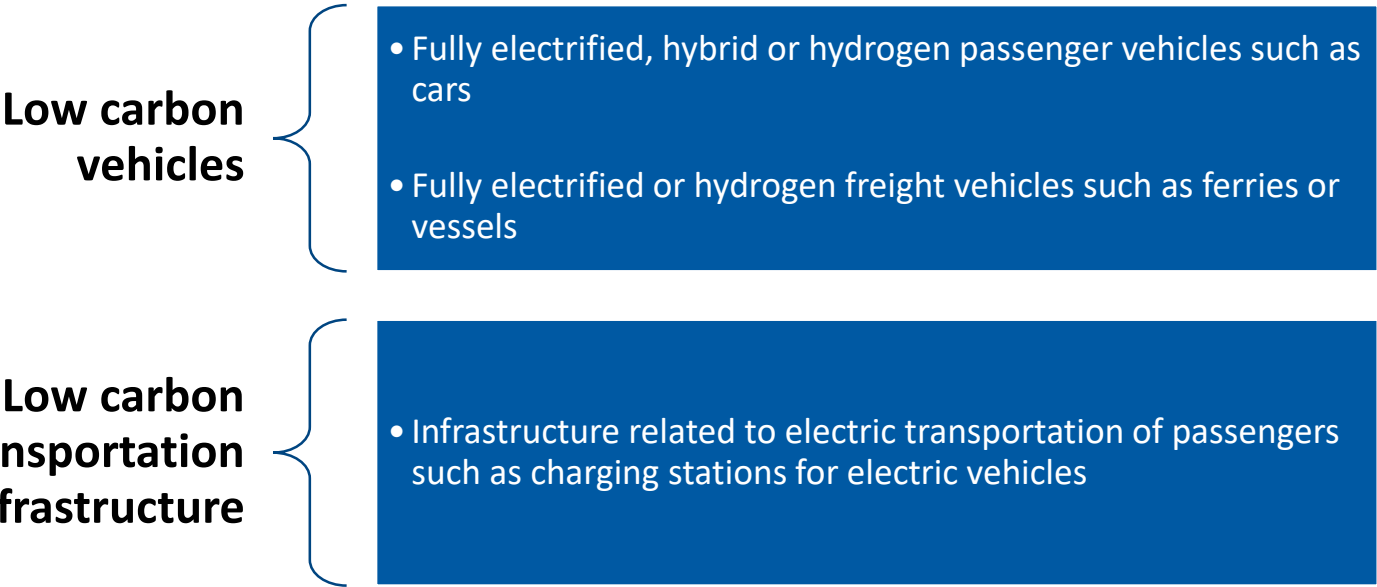 Low carbon
vehicles
• Fully electrified, hybrid or hydrogen passenger vehicles such as
cars
• Fully electrified or hydrogen freight vehicles such as ferries or
vessels
Low carbon
nsportation
frastructure
• Infrastructure related to electric transportation of passengers
such as charging stations for electric vehicles